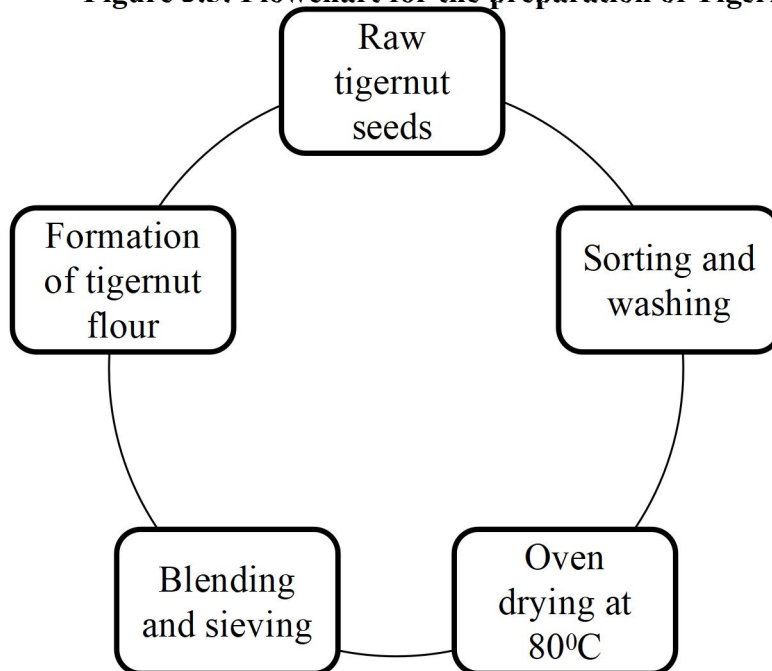 Figure Flowchart for the preparation of
Raw
tigernut
seeds
Sorting and
washing
Oven
drying at
80⁰C
Blending
and sieving
Formation
of tigernut
flour